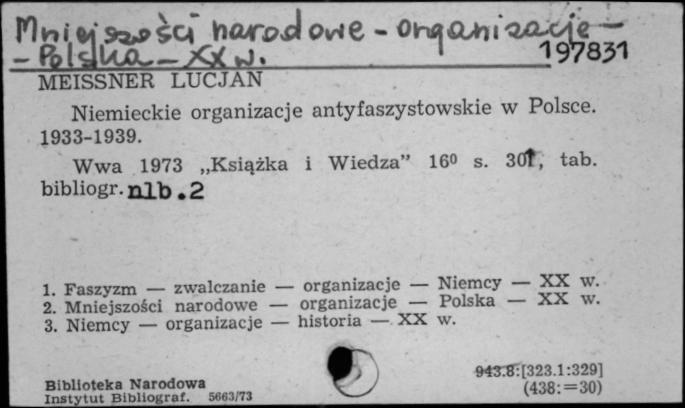 Mniejszości narodowe - organizacje -
- Polska - XX w.
197831
MEISSNER LUCJAN
Niemieckie organizacje antyfaszystowskie w Polsce.
1933-1939.
Wwa 1973 „Książka i Wiedza” 16⁰ s. 301, tab.
bibliogr. nlb.2
1. Faszyzm — zwalczanie — organizacje — Niemcy — XX w.
2. Mniejszości narodowe — organizacje — Polska — XX w.
3. Niemcy — organizacje — historia — XX w.
943.8:[323.1:329]
(438:=30)
Biblioteka Narodowa
Instytut Bibliograf. 5663/73